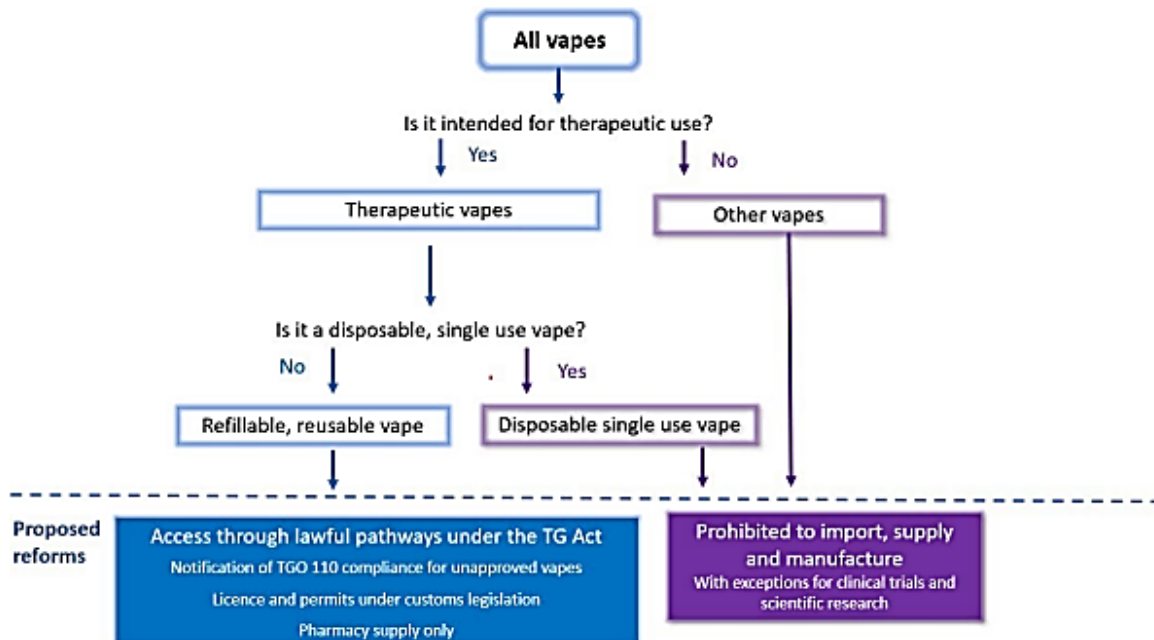 All vapes
Is it intended for therapeutic use?
Yes
No
Therapeutic vapes
Other vapes
Is it a disposable, single use vape?
No
Yes
Refillable, reusable vape
Disposable single use vape
Proposed
reforms
Access through lawful pathways under the TG Act
Notification of TGO 110 compliance for unapproved vapes
Licence and permits under customs legislation
Pharmacy supply only
Prohibited to import, supply
and manufacture
With exceptions for clinical trials and
scientific research